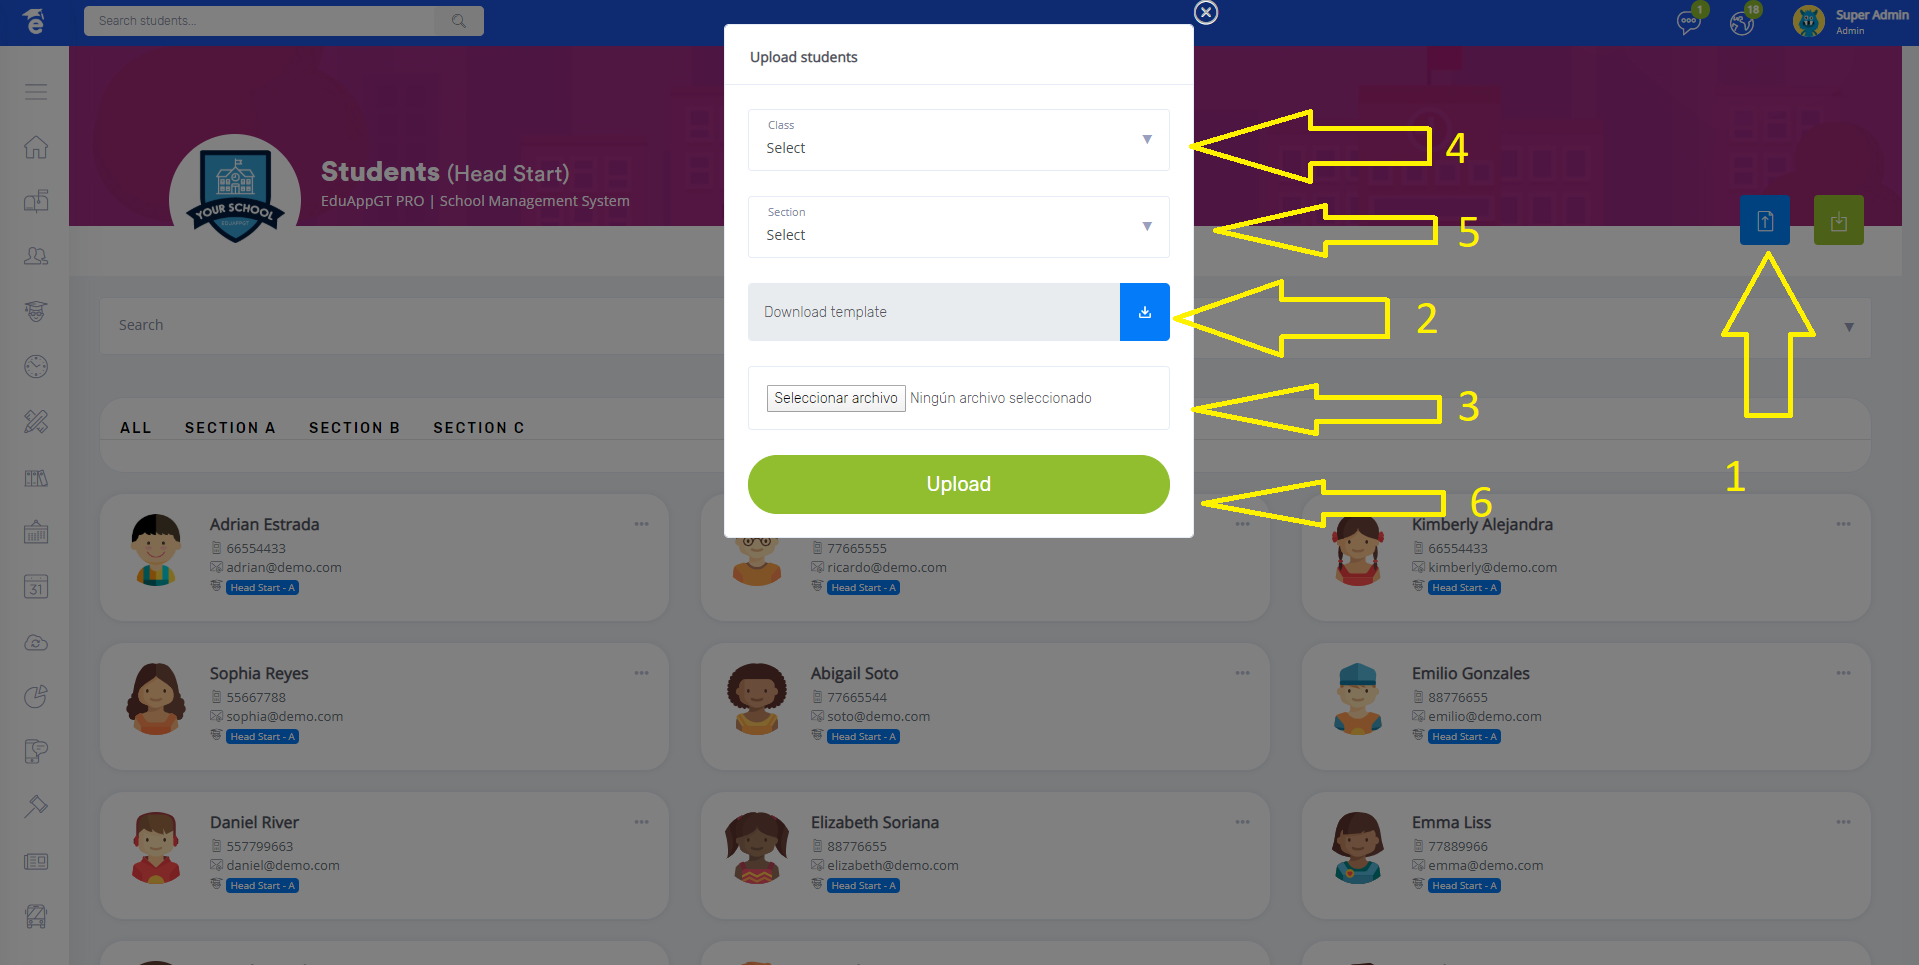 Search students...
1
18
Super Admin
Admin
Upload students
Class
Select
4
Students (Head Start)
EduAppGT PRO | School Management System
YOUR SCHOOL
EDUAPPGT
Section
Select
5
Download template
2
Search
Seleccionar archivo Ningún archivo seleccionado
3
ALL SECTION A SECTION B SECTION C
1
Upload
6
Adrian Estrada
66554433
adrian@demo.com
Head Start - A
77665555
ricardo@demo.com
Head Start - A
Kimberly Alejandra
66554433
kimberly@demo.com
Head Start - A
31
Sophia Reyes
55667788
sophia@demo.com
Head Start - A
Abigail Soto
77665544
soto@demo.com
Head Start - A
Emilio Gonzales
88776655
emilio@demo.com
Head Start - A
Daniel River
557799663
daniel@demo.com
Head Start - A
Elizabeth Soriana
88776655
elizabeth@demo.com
Head Start - A
Emma Liss
77889966
emma@demo.com
Head Start - A